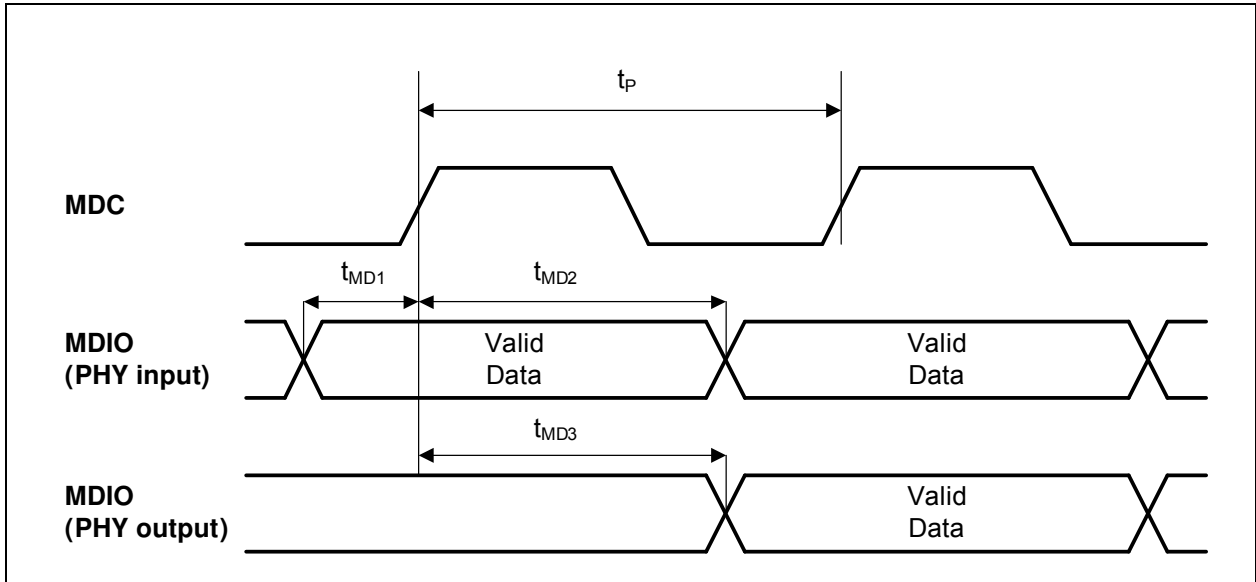 tP
MDC
tMD1
tMD2
MDIO
(PHY input)
Valid
Data
Valid
Data
tMD3
MDIO
(PHY output)
Valid
Data